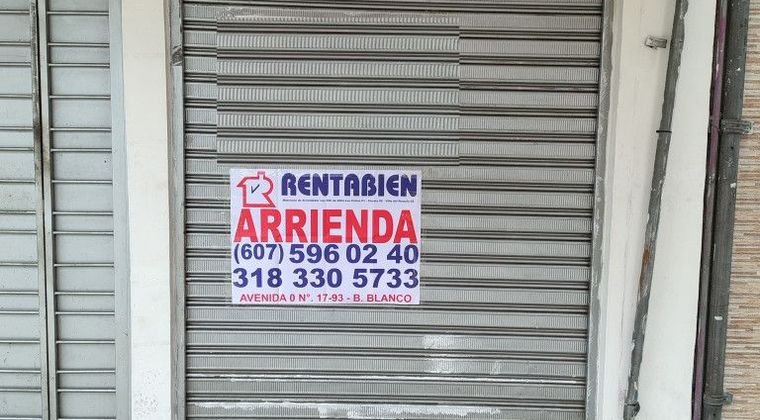 RENTABIEN
ARRIENDA
(607) 596 02 40
318 330 5733
AVENIDA 0 N°. 17-93 - B. BLANCO